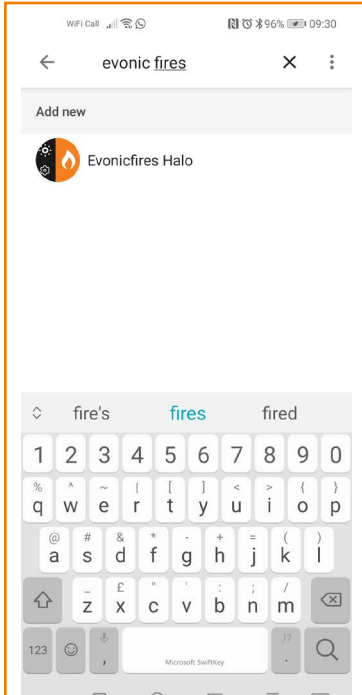 WiFi Call 96% 09:30
evonic fires
Add new
Evonicfires Halo
fire's fires fired
1 2 3 4 5 6 7 8 9 0
% ^ ~ | [ ] < > { }
q w e r t y u i o p
@ # & * - + = ( )
a s d f g h j k l
_ £ " ' : ; /
z x c v b n m
123 , Microsoft SwiftKey !? .